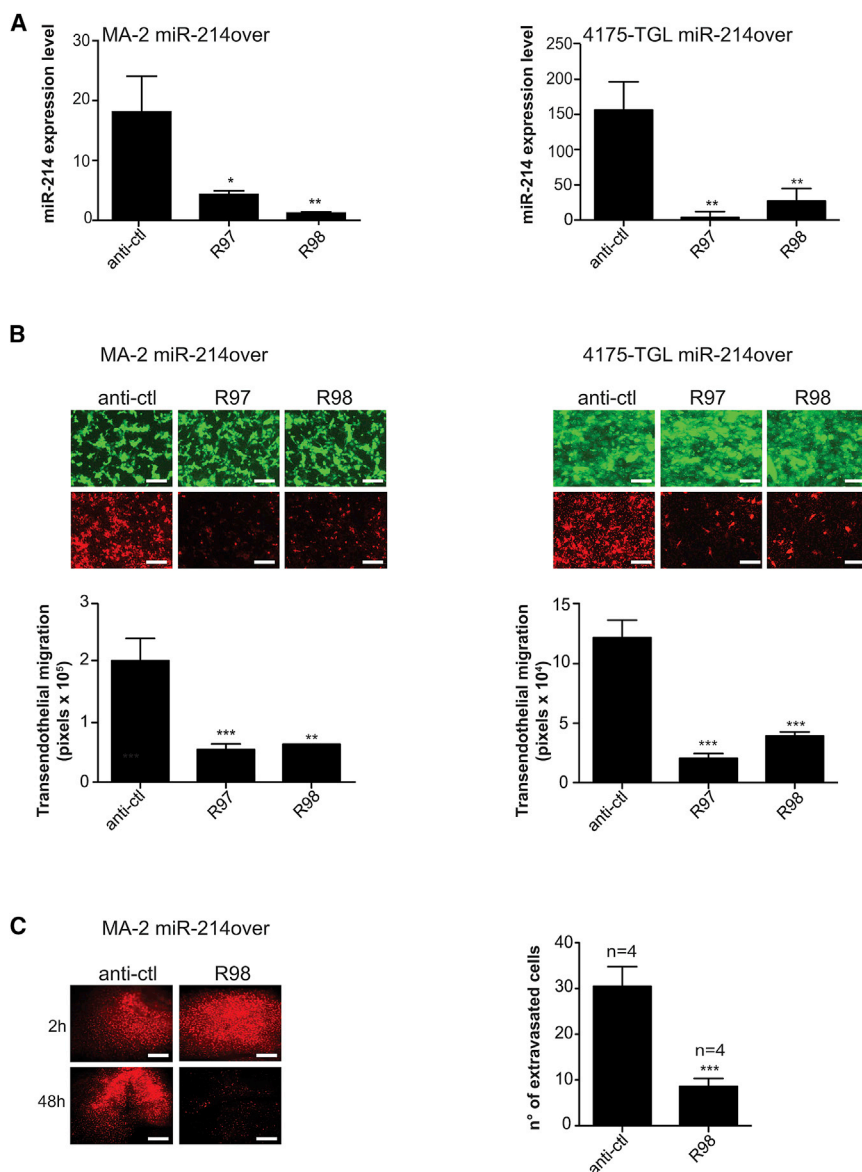 A
MA-2 miR-214over
miR-214 expression level
30
20
10
0
*
**
anti-ctl
R97
R98
4175-TGL miR-214over
miR-214 expression level
250
200
150
100
50
0
**
**
anti-ctl
R97
R98
B
MA-2 miR-214over
anti-ctl R97 R98
Transendothelial migration
(pixels x 10⁵)
3
2
1
0
***
***
**
anti-ctl
R97
R98
4175-TGL miR-214over
anti-ctl R97 R98
Transendothelial migration
(pixels x 10⁴)
15
10
5
0
***
***
anti-ctl
R97
R98
C
MA-2 miR-214over
anti-ctl R98
2h
48h
n° of extravasated cells
40
30
20
10
0
n=4
n=4
***
anti-ctl
R98